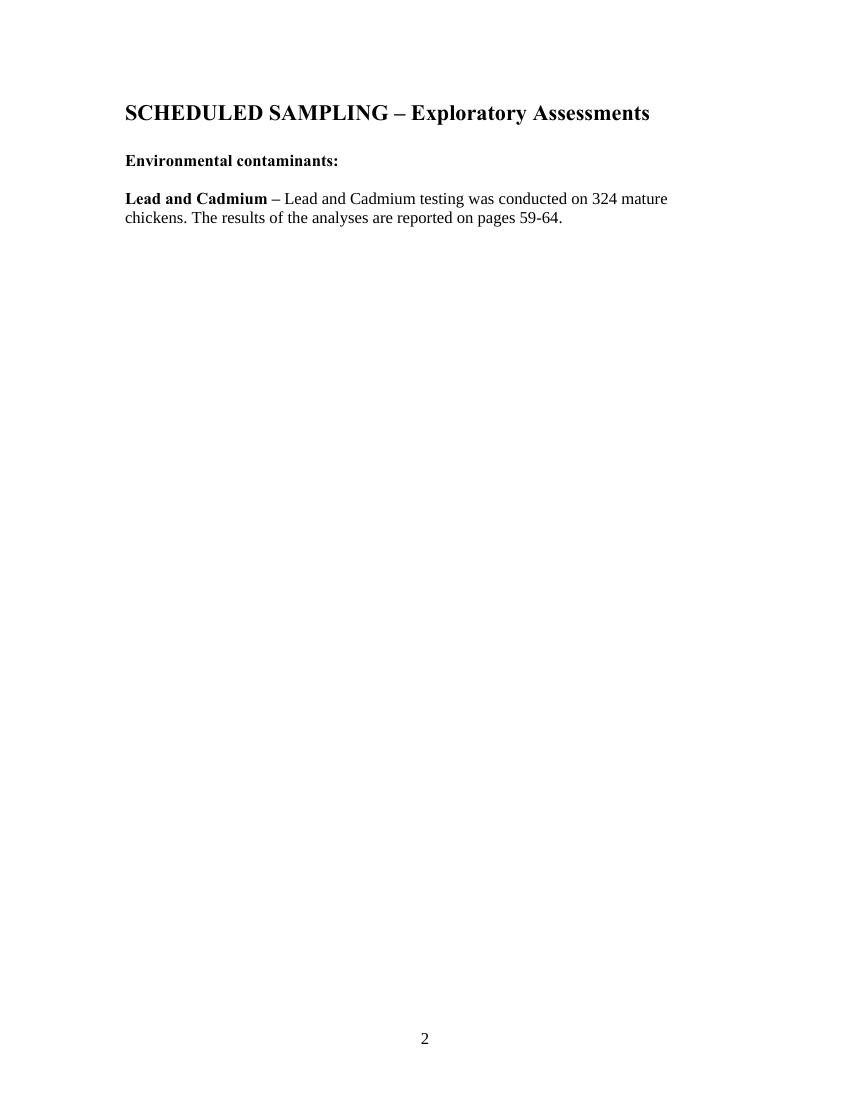 SCHEDULED SAMPLING – Exploratory Assessments
Environmental contaminants:
Lead and Cadmium – Lead and Cadmium testing was conducted on 324 mature
chickens. The results of the analyses are reported on pages 59-64.
2